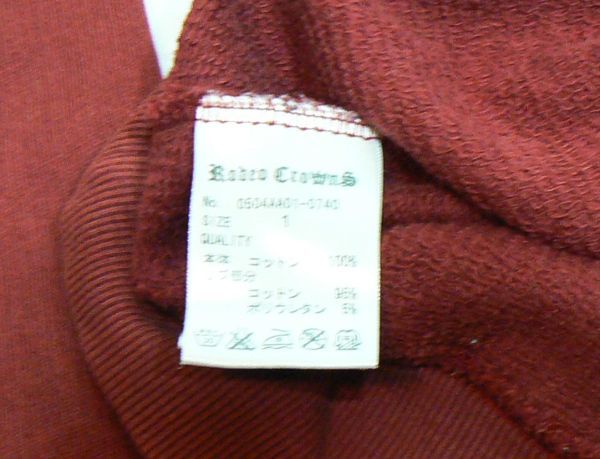 Rodeo Crowns
No. 0604AA01-0740
SIZE 1
QUALITY
本体 コットン 100%
リブ部分
コットン 95%
ポリウレタン 5%